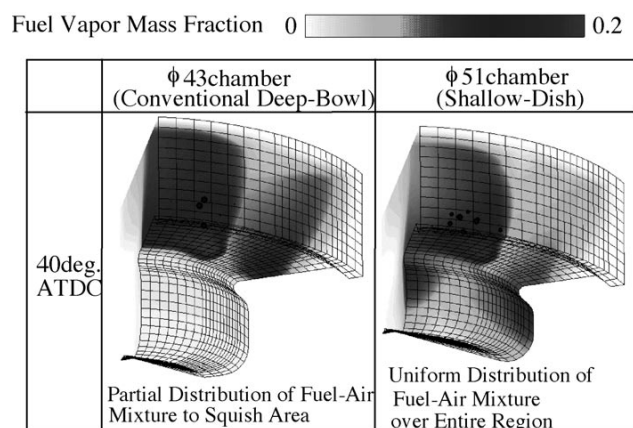 Fuel Vapor Mass Fraction 0 0.2
φ43chamber
(Conventional Deep-Bowl)
φ51chamber
(Shallow-Dish)
40deg.
ATDC
Partial Distribution of Fuel-Air
Mixture to Squish Area
Uniform Distribution of
Fuel-Air Mixture
over Entire Region